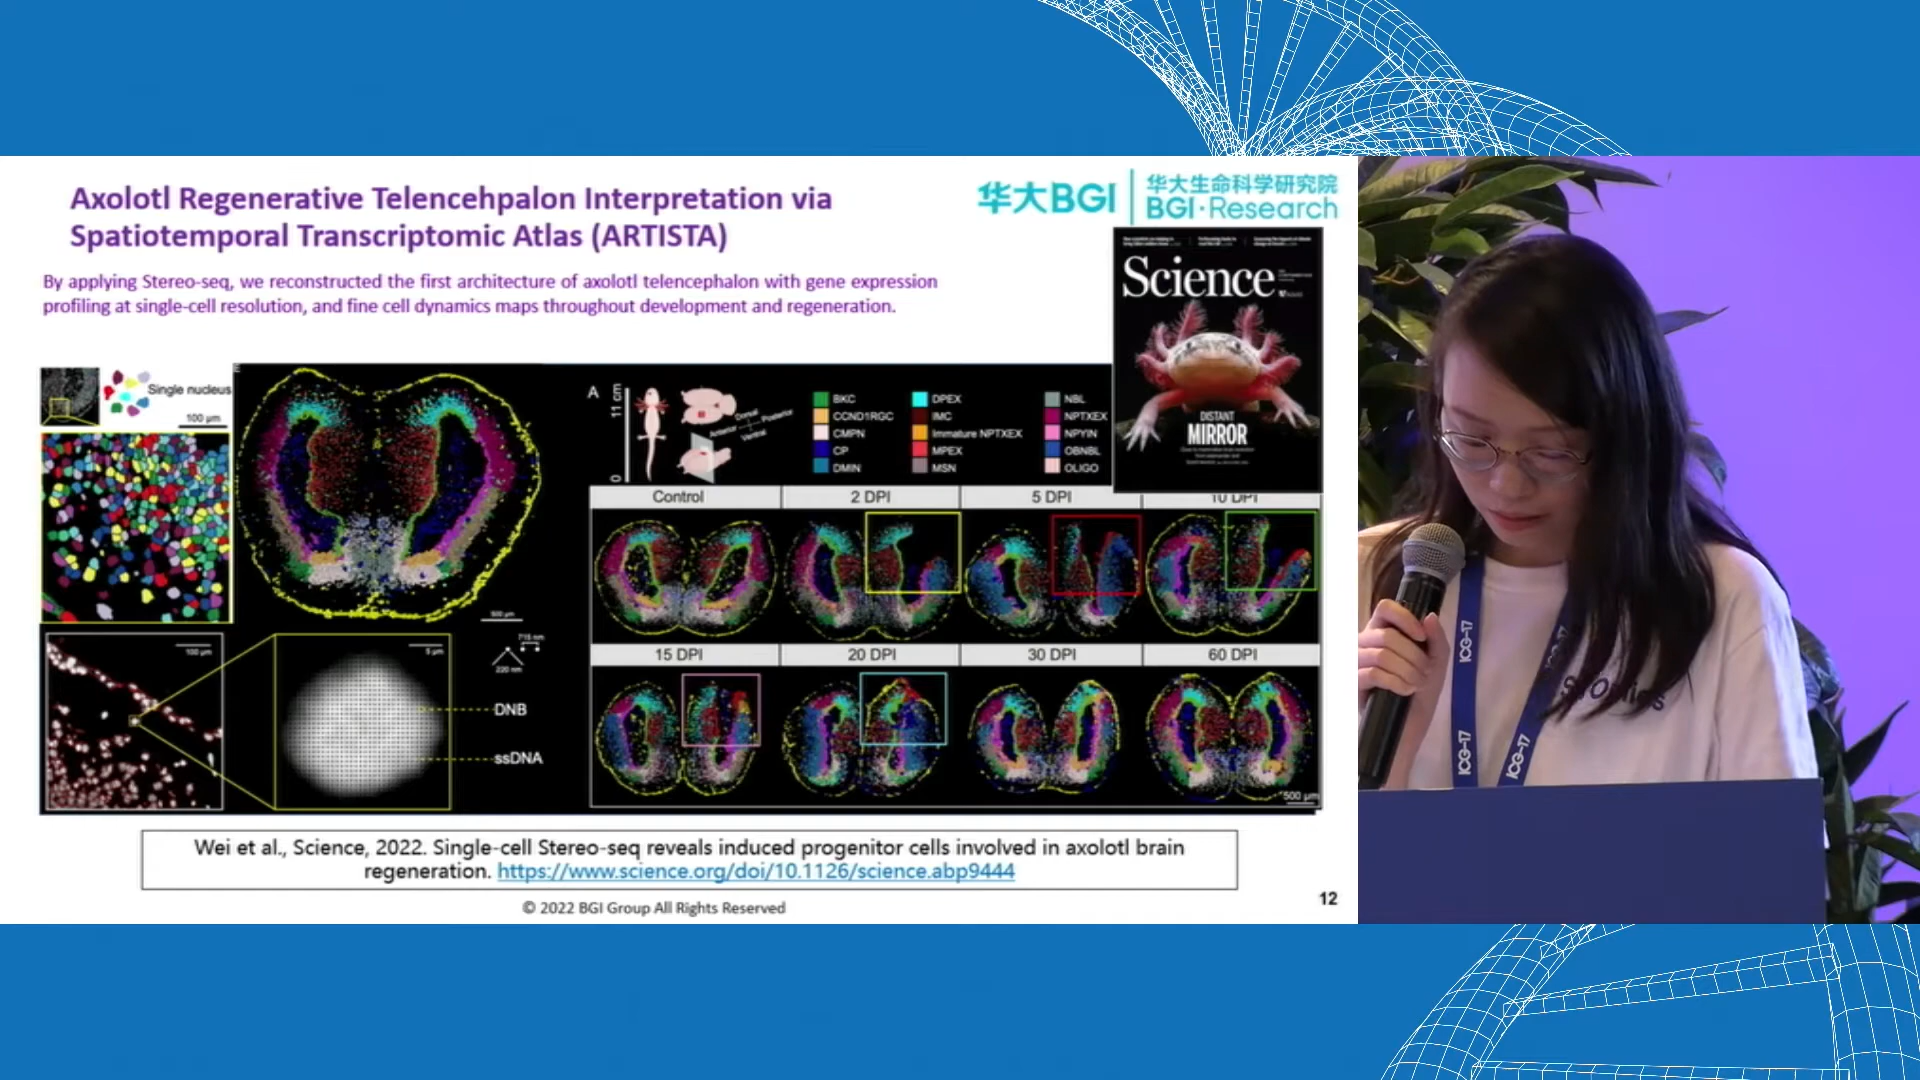 Axolotl Regenerative Telencehpalon Interpretation via
Spatiotemporal Transcriptomic Atlas (ARTISTA)
华大BGI
华大生命科学研究院
BGI·Research
By applying Stereo-seq, we reconstructed the first architecture of axolotl telencephalon with gene expression
profiling at single-cell resolution, and fine cell dynamics maps throughout development and regeneration.
Science
DISTANT
MIRROR
Single nucleus
100 μm
500 μm
A
11 cm
0
Dorsal
Posterior
Anterior
Ventral
BKC
CCND1RGC
CMPN
CP
DMIN
DPEX
IMC
Immature NPTXEX
MPEX
MSN
NBL
NPTXEX
NPYIN
OBNBL
OLIGO
Control
2 DPI
5 DPI
10 DPI
15 DPI
20 DPI
30 DPI
60 DPI
500 μm
100 μm
5 μm
715 nm
220 nm
DNB
ssDNA
Wei et al., Science, 2022. Single-cell Stereo-seq reveals induced progenitor cells involved in axolotl brain
regeneration. https://www.science.org/doi/10.1126/science.abp9444
© 2022 BGI Group All Rights Reserved
12
ICG-17
ICG-17
ICG-17